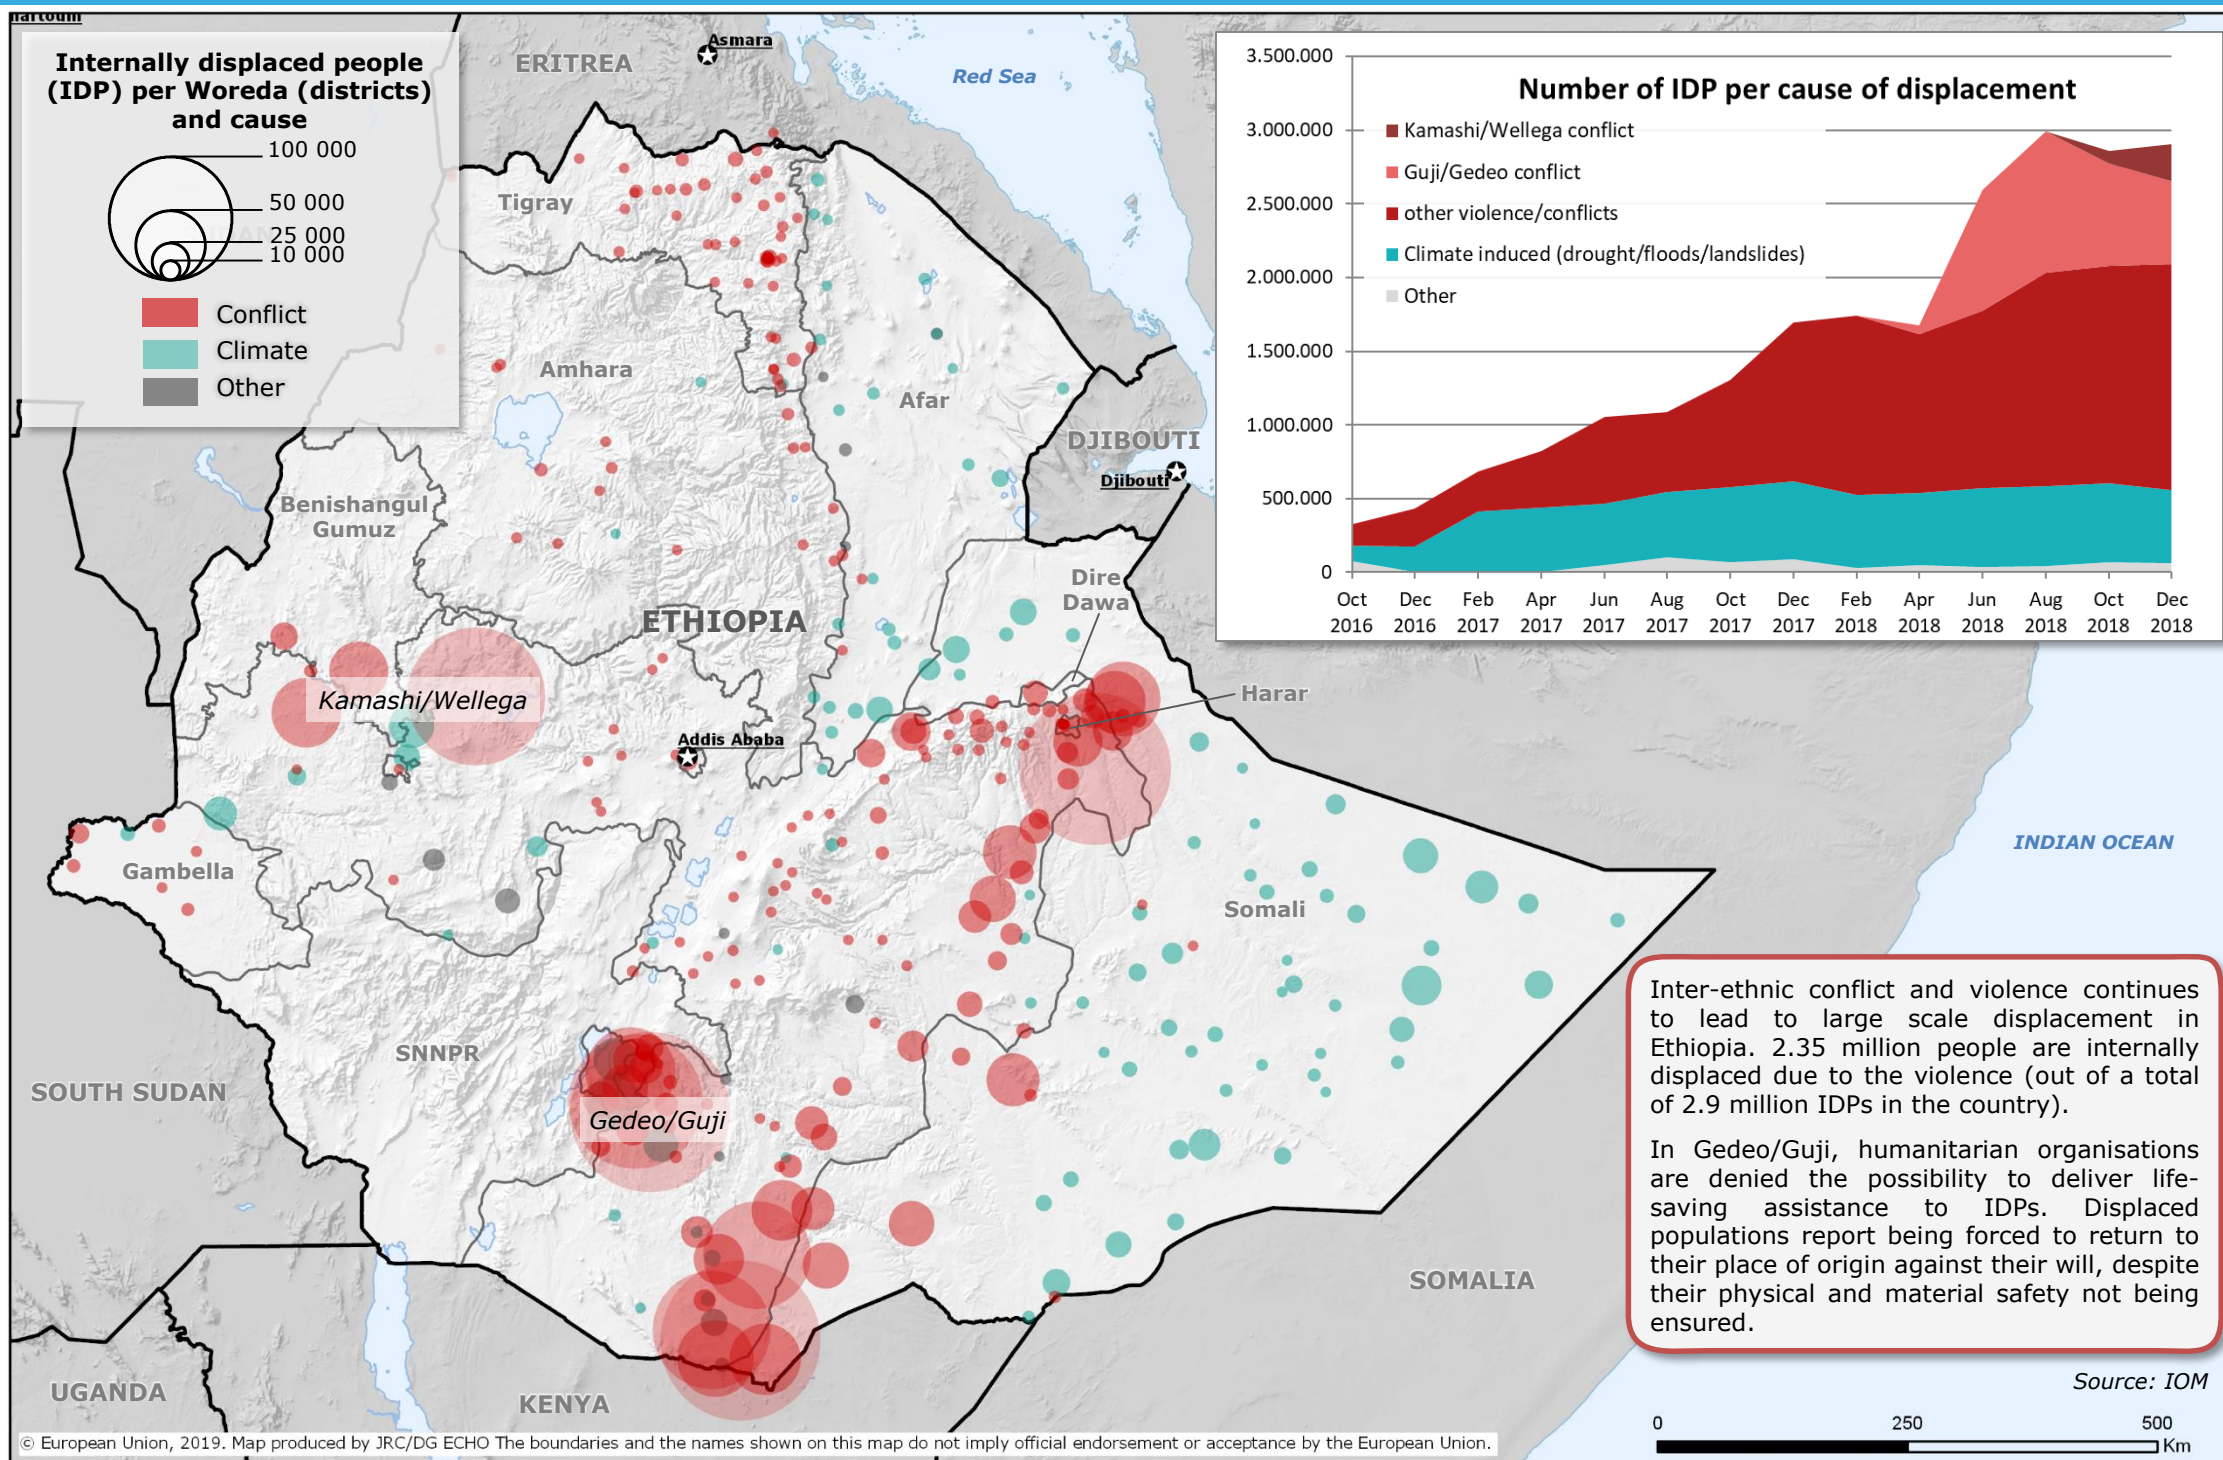 Internally displaced people
(IDP) per Woreda (districts)
and cause
100 000
50 000
25 000
10 000
Conflict
Climate
Other
ERITREA
Asmara
Red Sea
Tigray
Amhara
Afar
DJIBOUTI
Djibouti
Benishangul
Gumuz
Dire
Dawa
ETHIOPIA
Harar
Kamashi/Wellega
Addis Ababa
Gambella
Somali
INDIAN OCEAN
SNNPR
SOUTH SUDAN
Gedeo/Guji
SOMALIA
UGANDA
KENYA
Number of IDP per cause of displacement
3.500.000
3.000.000
2.500.000
2.000.000
1.500.000
1.000.000
500.000
0
Kamashi/Wellega conflict
Guji/Gedeo conflict
other violence/conflicts
Climate induced (drought/floods/landslides)
Other
Oct Dec Feb Apr Jun Aug Oct Dec Feb Apr Jun Aug Oct Dec
2016 2016 2017 2017 2017 2017 2017 2017 2018 2018 2018 2018 2018 2018
Inter-ethnic conflict and violence continues
to lead to large scale displacement in
Ethiopia. 2.35 million people are internally
displaced due to the violence (out of a total
of 2.9 million IDPs in the country).
In Gedeo/Guji, humanitarian organisations
are denied the possibility to deliver life-
saving assistance to IDPs. Displaced
populations report being forced to return to
their place of origin against their will, despite
their physical and material safety not being
ensured.
Source: IOM
0 250 500
Km
© European Union, 2019. Map produced by JRC/DG ECHO The boundaries and the names shown on this map do not imply official endorsement or acceptance by the European Union.